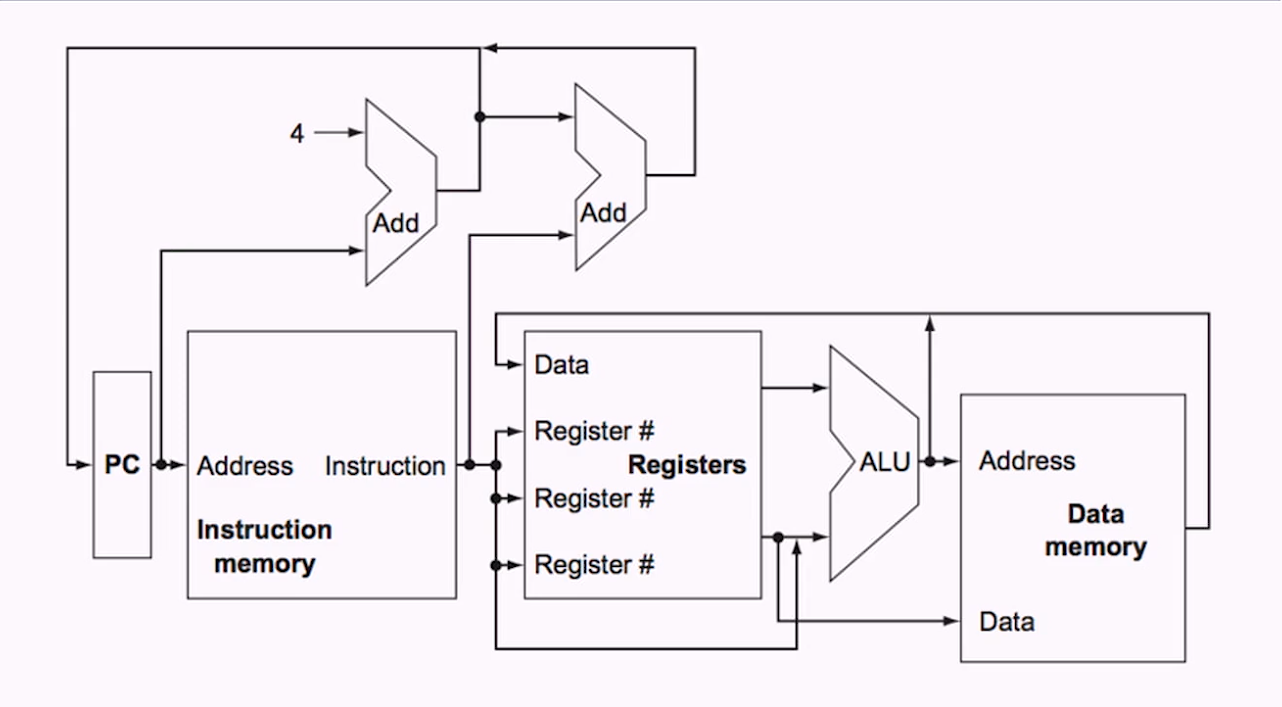 4
Add
Add
Data
Register #
PC
Address
Instruction
Registers
ALU
Address
Register #
Instruction
memory
Data
memory
Register #
Data